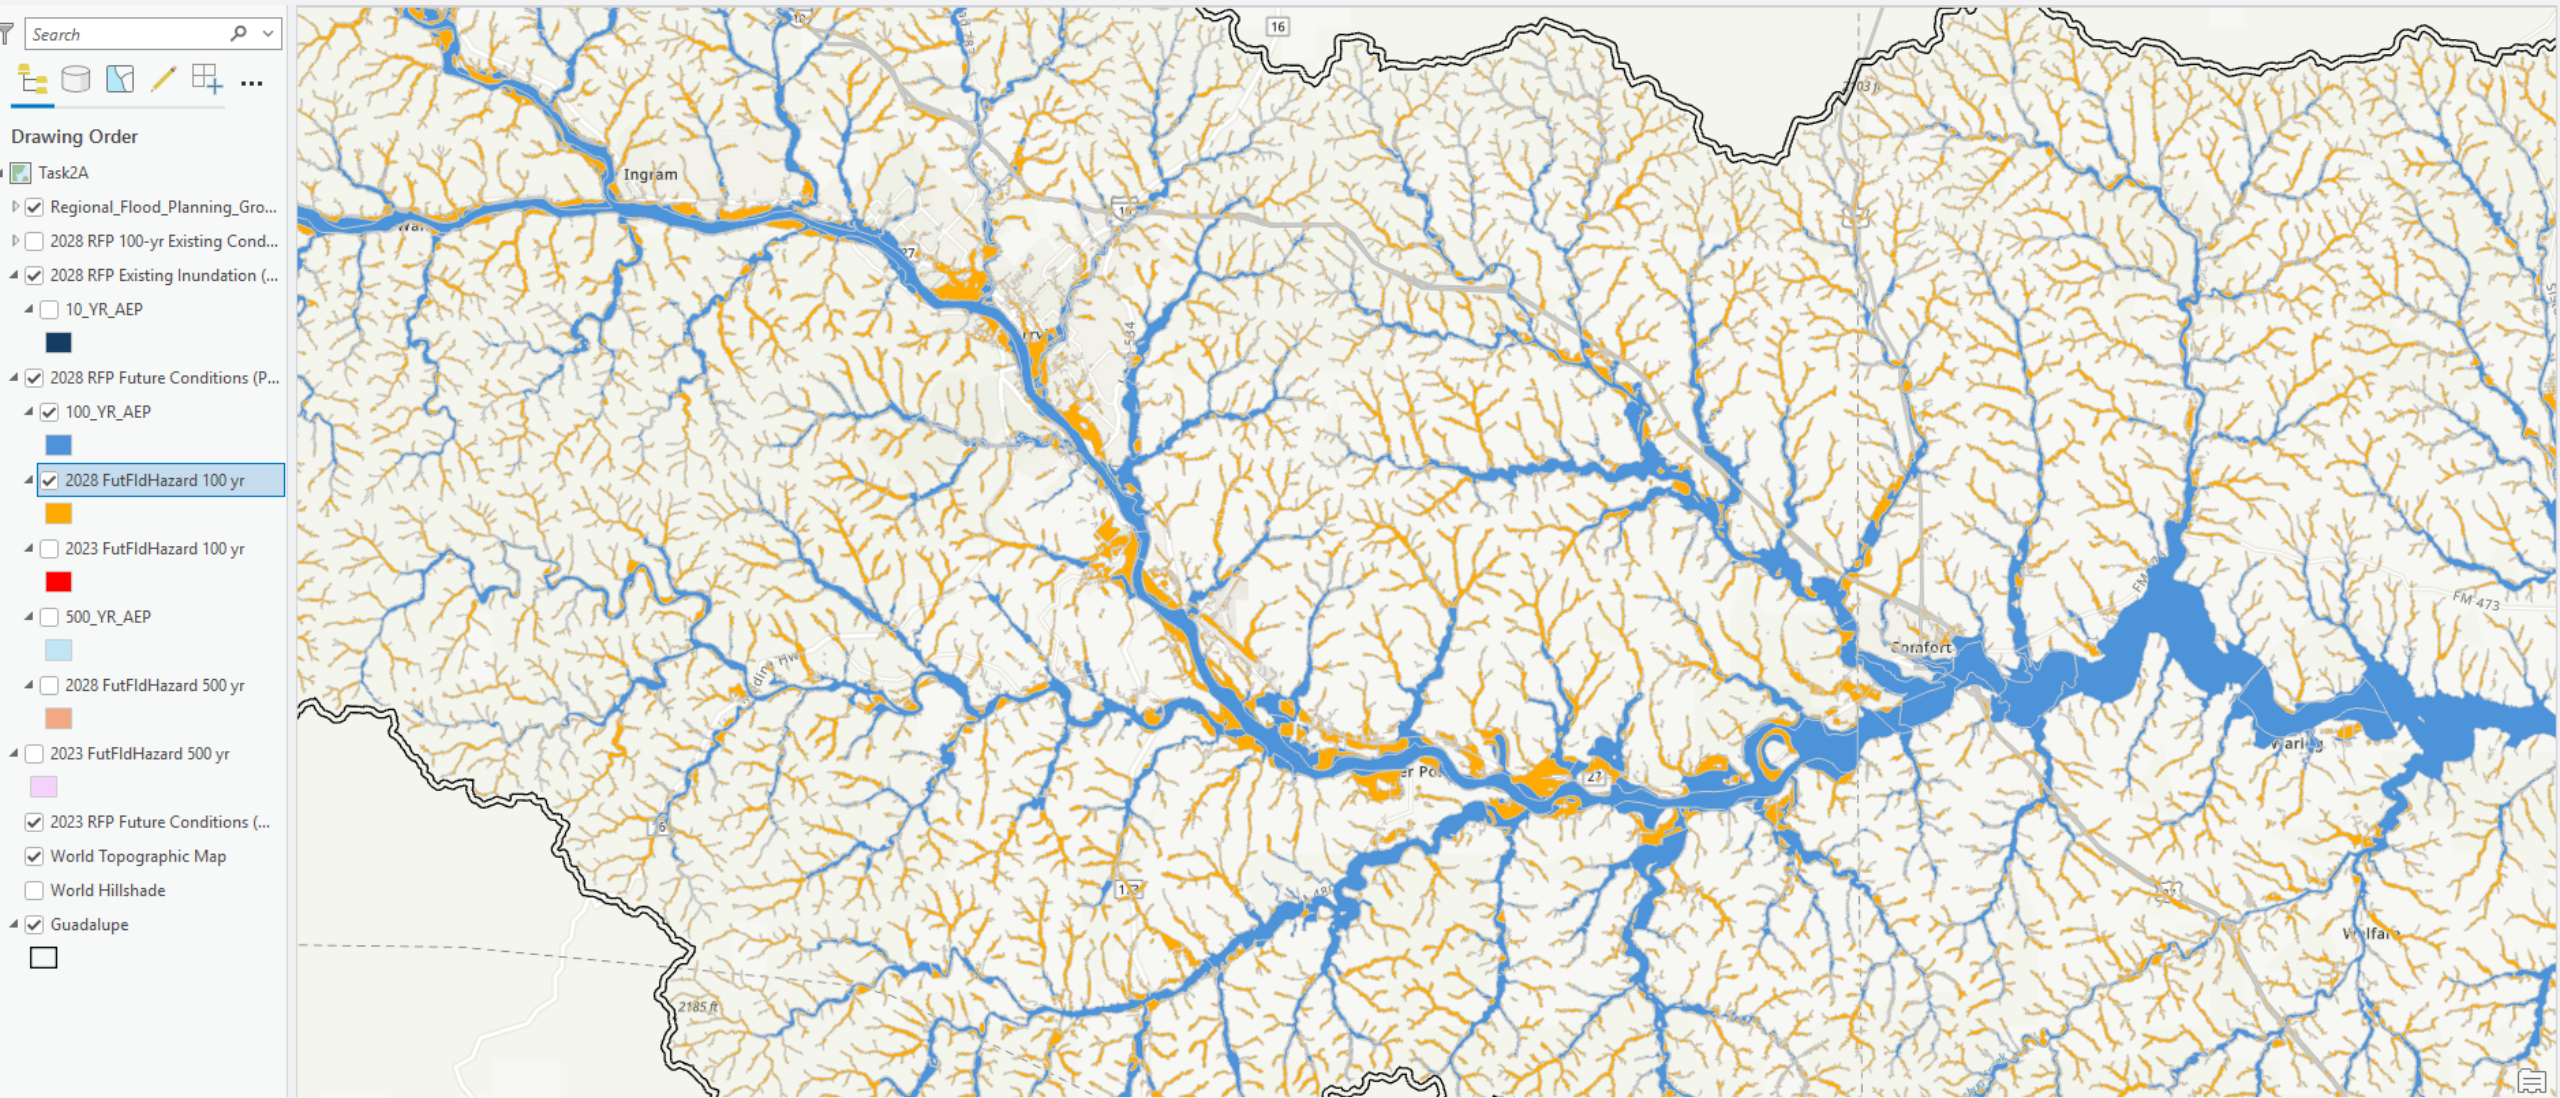 Search
Drawing Order
Task2A
Regional_Flood_Planning_Gro...
2028 RFP 100-yr Existing Cond...
2028 RFP Existing Inundation (...
10_YR_AEP
2028 RFP Future Conditions (P...
100_YR_AEP
2028 FutFldHazard 100 yr
2023 FutFldHazard 100 yr
500_YR_AEP
2028 FutFldHazard 500 yr
2023 FutFldHazard 500 yr
2023 RFP Future Conditions (...
World Topographic Map
World Hillshade
Guadalupe
16
Ingram
27
Comfort
FM 473
27
2185 ft